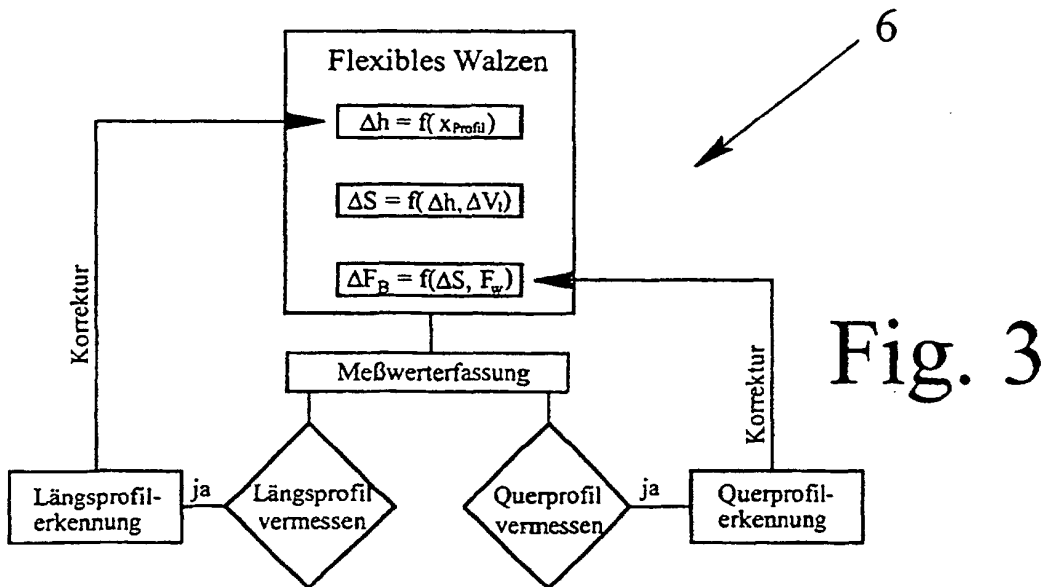 6
Flexibles Walzen
Δh = f( x_Profil)
ΔS = f(Δh, ΔV_l)
ΔF_B = f(ΔS, F_w)
Korrektur
Korrektur
Meßwerterfassung
Fig. 3
Längsprofil-
erkennung
ja
Längsprofil
vermessen
Querprofil
vermessen
ja
Querprofil-
erkennung